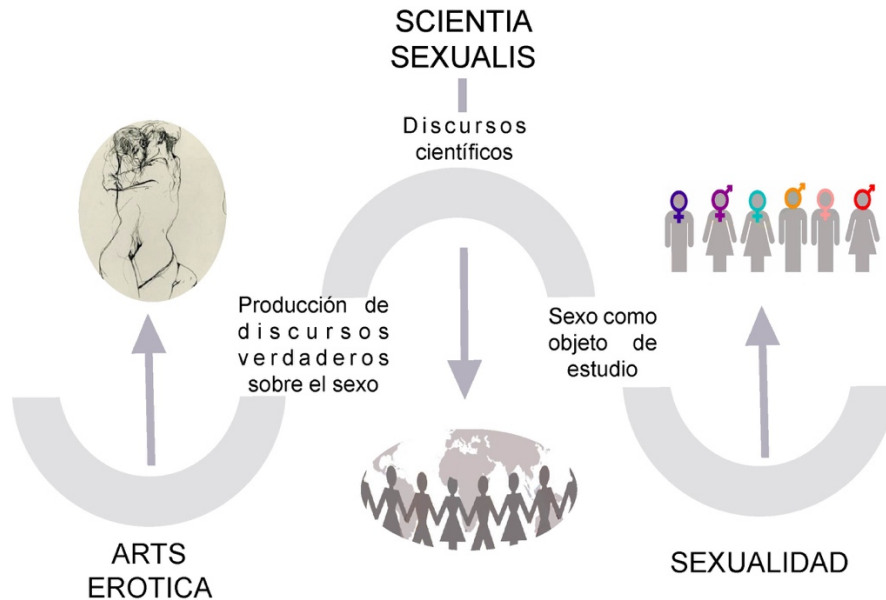 SCIENTIA
SEXUALIS
Discursos
científicos
Producción de
discursos
verdaderos
sobre el sexo
Sexo como
objeto de
estudio
ARTS
EROTICA
SEXUALIDAD